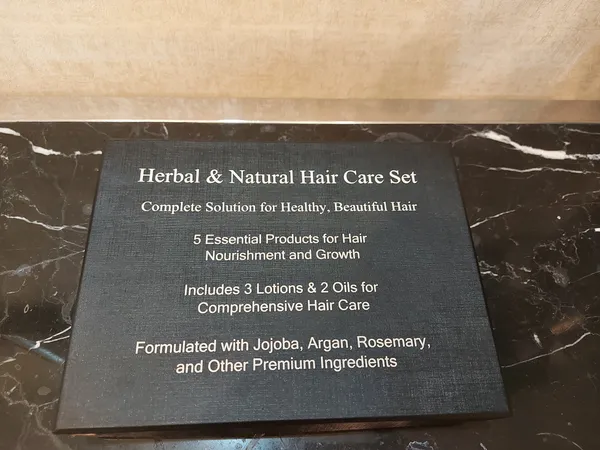 Herbal & Natural Hair Care Set
Complete Solution for Healthy, Beautiful Hair
5 Essential Products for Hair
Nourishment and Growth
Includes 3 Lotions & 2 Oils for
Comprehensive Hair Care
Formulated with Jojoba, Argan, Rosemary,
and Other Premium Ingredients